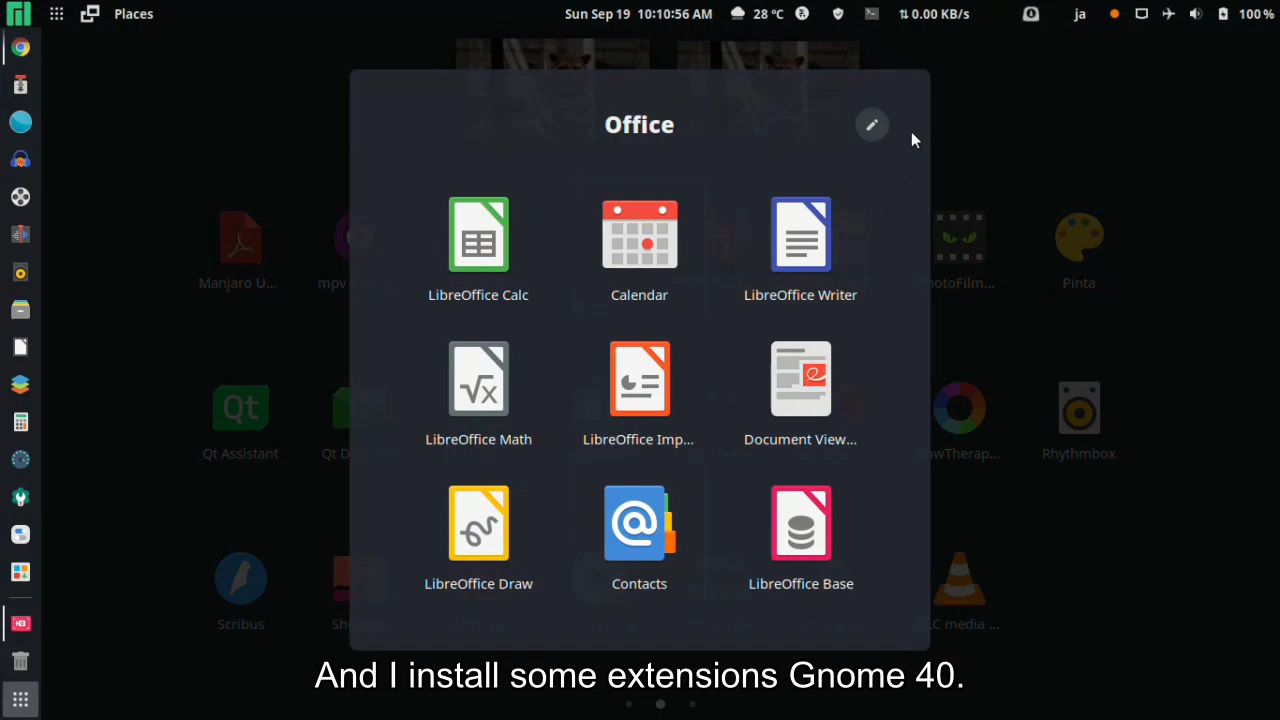 Places
Sun Sep 19 10:10:56 AM
28 ℃
⇅ 0.00 KB/s
ja
100 %
Office
LibreOffice Calc
Calendar
LibreOffice Writer
LibreOffice Math
LibreOffice Imp...
Document View...
LibreOffice Draw
Contacts
LibreOffice Base
Manjaro U...
mpv
Pinta
Qt
Qt Assistant
Rhythmbox
Scribus
And I install some extensions Gnome 40.